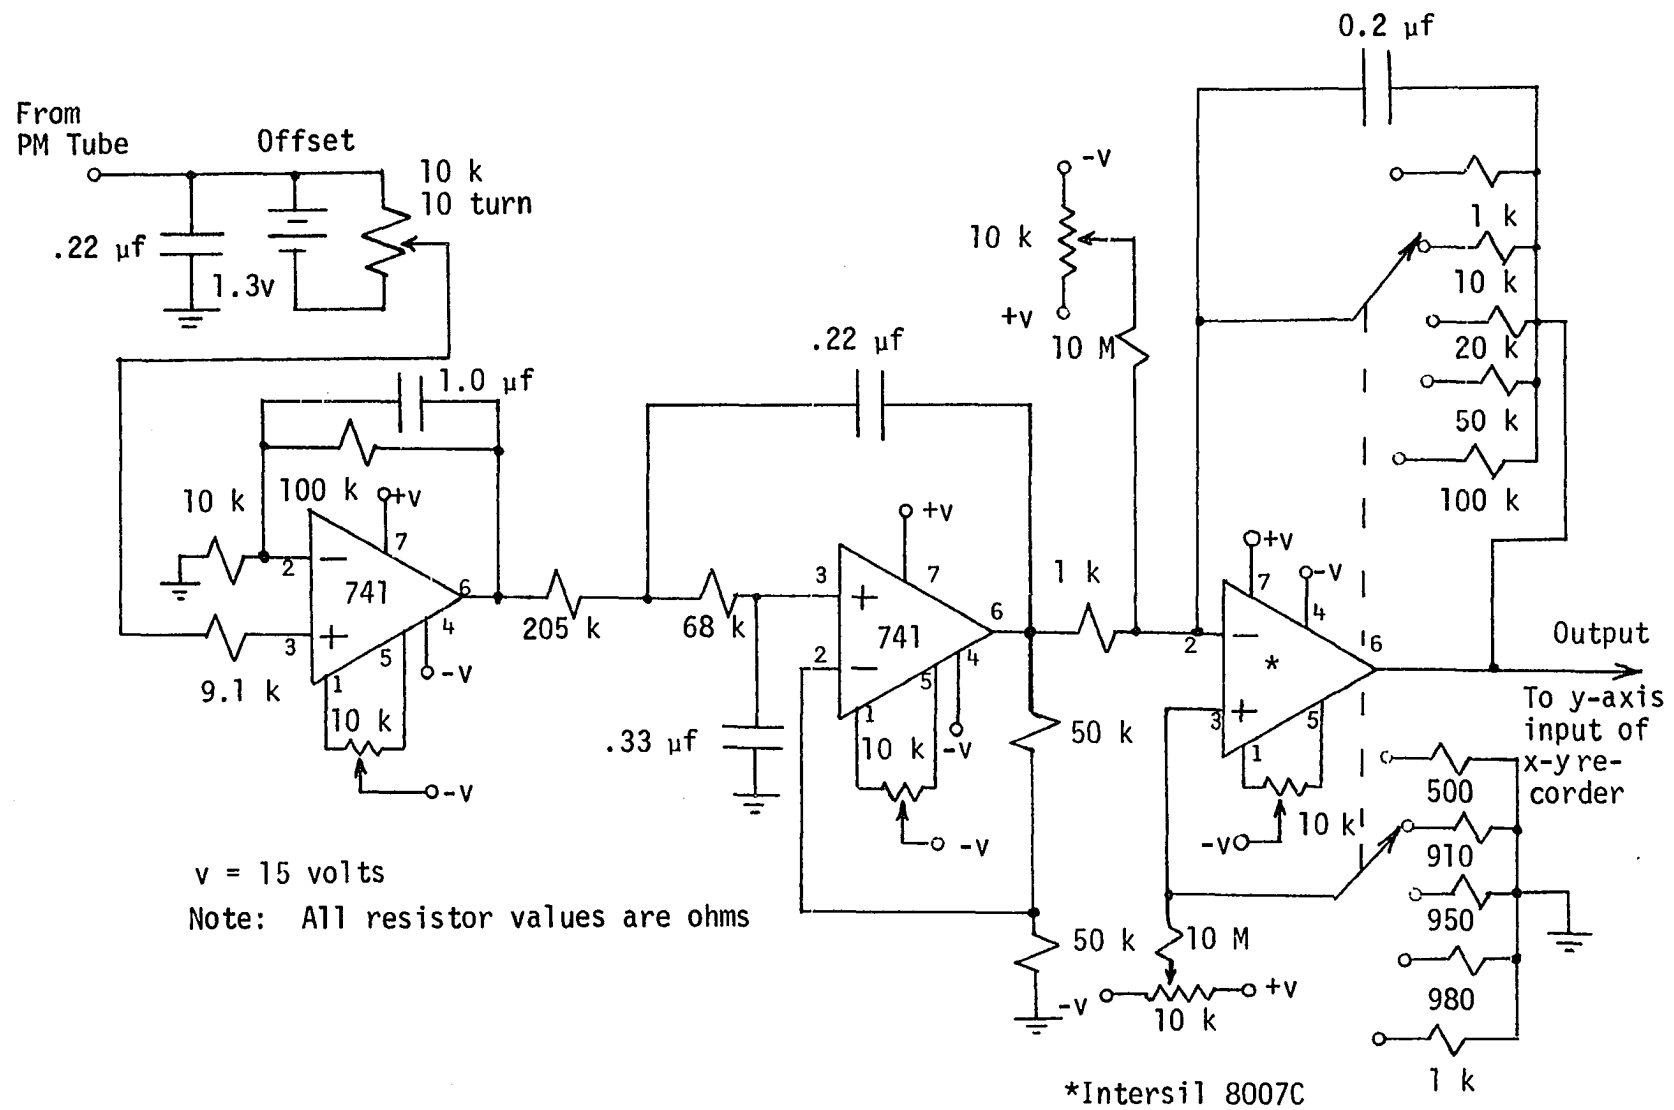 0.2 µf
From
PM Tube
Offset
10 k
10 turn
.22 µf
1.3v
-v
10 k
+v
10 M
1 k
10 k
20 k
50 k
100 k
.22 µf
1.0 µf
10 k
100 k
+v
7
2
741
6
3
4
5
-v
9.1 k
1
10 k
-v
205 k
68 k
.33 µf
+v
3
7
741
6
2
4
5
1
10 k
-v
-v
1 k
50 k
50 k
+v
-v
7
4
2
*
6
3
5
1
10 k
-v
Output
To y-axis
input of
x-y re-
corder
500
910
950
980
1 k
10 M
-v
+v
10 k
v = 15 volts
Note: All resistor values are ohms
*Intersil 8007C